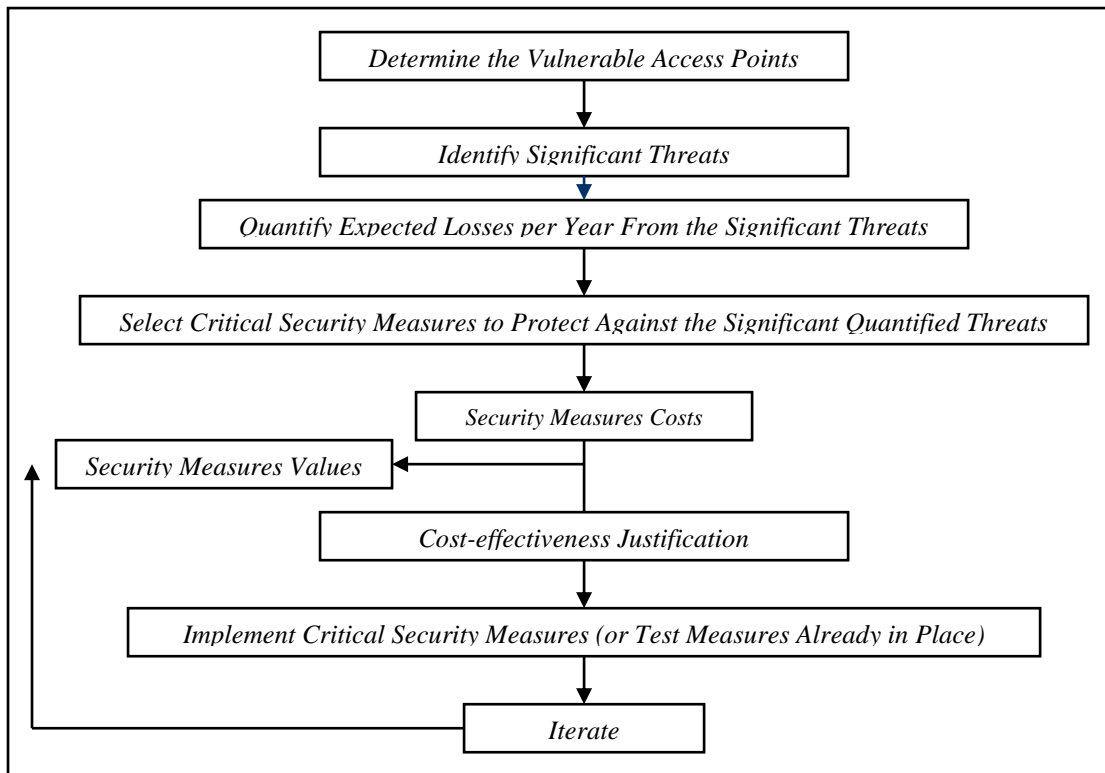 Determine the Vulnerable Access Points
Identify Significant Threats
Quantify Expected Losses per Year From the Significant Threats
Select Critical Security Measures to Protect Against the Significant Quantified Threats
Security Measures Costs
Security Measures Values
Cost-effectiveness Justification
Implement Critical Security Measures (or Test Measures Already in Place)
Iterate